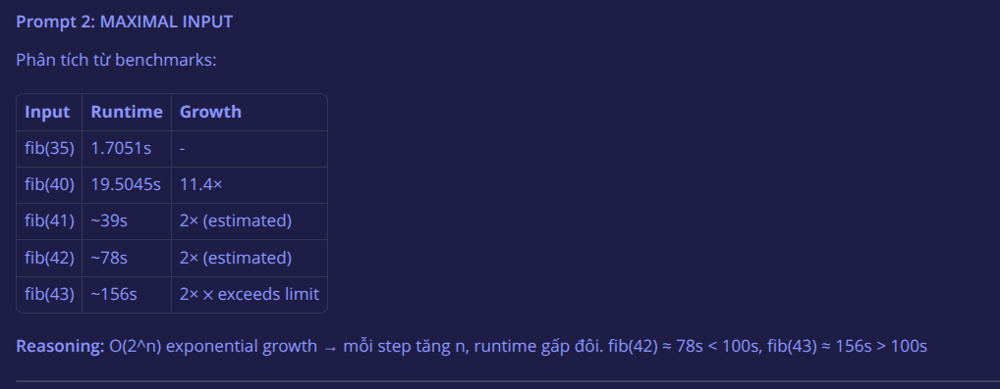 Prompt 2: MAXIMAL INPUT
Phân tích từ benchmarks:
Input Runtime Growth
fib(35) 1.7051s -
fib(40) 19.5045s 11.4×
fib(41) ~39s 2× (estimated)
fib(42) ~78s 2× (estimated)
fib(43) ~156s 2× × exceeds limit
Reasoning: O(2^n) exponential growth → mỗi step tăng n, runtime gấp đôi. fib(42) ≈ 78s < 100s, fib(43) ≈ 156s > 100s